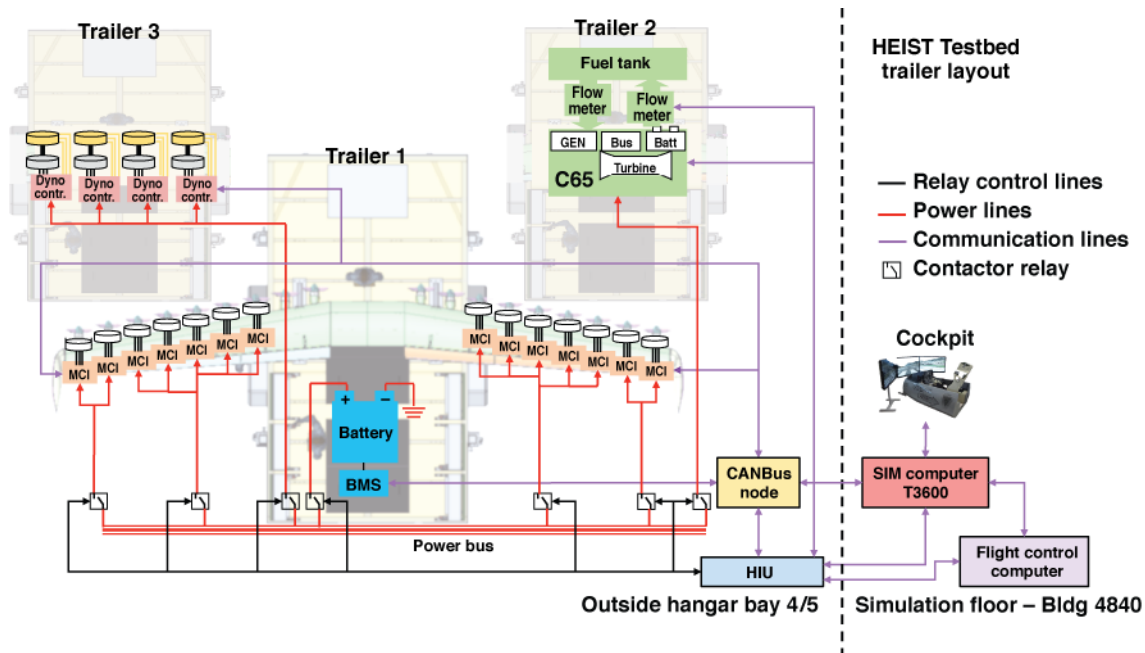 Trailer 3
Trailer 2
HEIST Testbed
trailer layout
Fuel tank
Flow
meter
Flow
meter
GEN
Bus
Batt
Turbine
C65
Trailer 1
Dyno
contr.
Dyno
contr.
Dyno
contr.
Dyno
contr.
Relay control lines
Power lines
Communication lines
Contactor relay
MCI
MCI
MCI
MCI
MCI
MCI
MCI
MCI
MCI
MCI
MCI
MCI
MCI
MCI
Cockpit
+
−
Battery
BMS
CANBus
node
SIM computer
T3600
Power bus
HIU
Flight control
computer
Outside hangar bay 4/5
Simulation floor – Bldg 4840